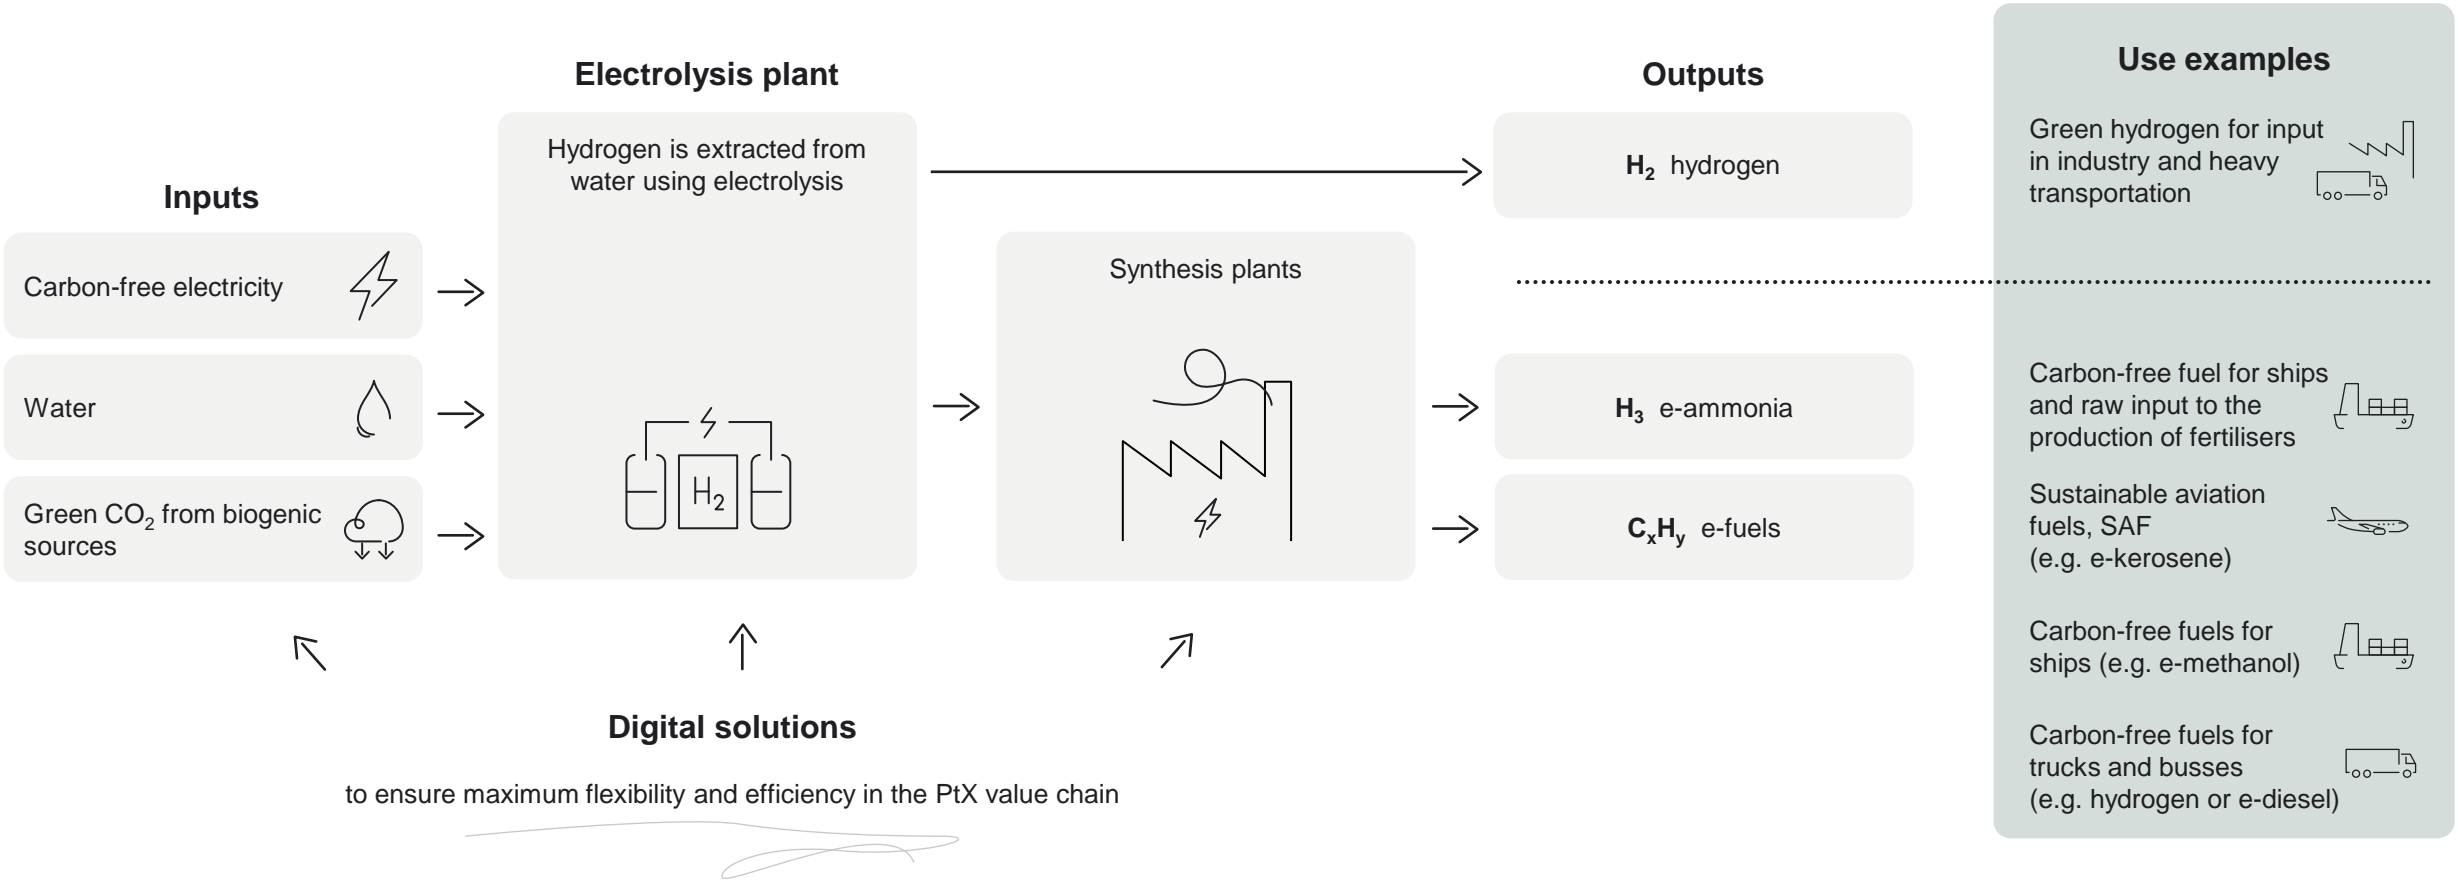 Inputs
Carbon-free electricity
Water
Green CO₂ from biogenic
sources
Electrolysis plant
Hydrogen is extracted from
water using electrolysis
H₂
Synthesis plants
Outputs
H₂ hydrogen
H₃ e-ammonia
CₓHᵧ e-fuels
Use examples
Green hydrogen for input
in industry and heavy
transportation
Carbon-free fuel for ships
and raw input to the
production of fertilisers
Sustainable aviation
fuels, SAF
(e.g. e-kerosene)
Carbon-free fuels for
ships (e.g. e-methanol)
Carbon-free fuels for
trucks and busses
(e.g. hydrogen or e-diesel)
Digital solutions
to ensure maximum flexibility and efficiency in the PtX value chain